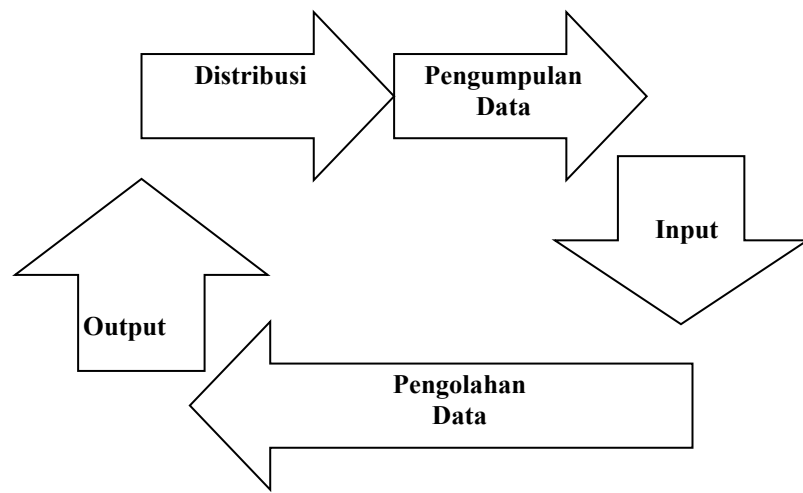 Distribusi
Pengumpulan
Data
Input
Output
Pengolahan
Data